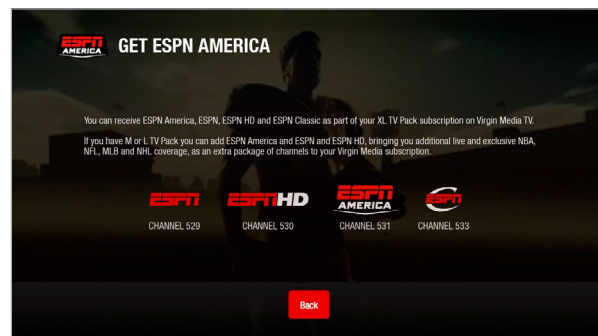 ESPN
AMERICA
GET ESPN AMERICA
You can receive ESPN America, ESPN, ESPN HD and ESPN Classic as part of your XL TV Pack subscription on Virgin Media TV.
If you have M or L TV Pack you can add ESPN America and ESPN and ESPN HD, bringing you additional live and exclusive NBA,
NFL, MLB and NHL coverage, as an extra package of channels to your Virgin Media subscription.
ESPN
ESPNHD
ESPN
AMERICA
ESPN
CHANNEL 529
CHANNEL 530
CHANNEL 531
CHANNEL 533
Back